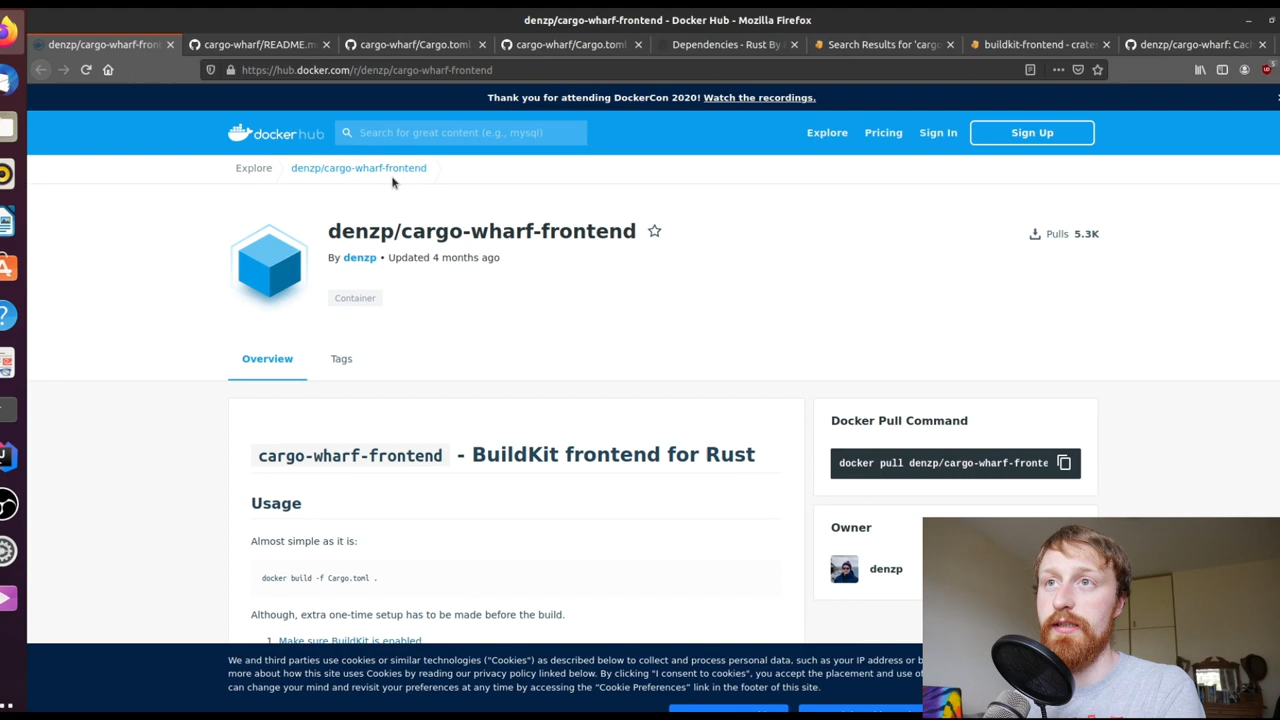 denzp/cargo-wharf-frontend - Docker Hub - Mozilla Firefox
denzp/cargo-wharf-fron
cargo-wharf/README.m
cargo-wharf/Cargo.toml
cargo-wharf/Cargo.toml
Dependencies - Rust By
Search Results for 'cargo
buildkit-frontend - crates
denzp/cargo-wharf: Cac
https://hub.docker.com/r/denzp/cargo-wharf-frontend
Thank you for attending DockerCon 2020! Watch the recordings.
docker hub
Search for great content (e.g., mysql)
Explore
Pricing
Sign In
Sign Up
Explore
denzp/cargo-wharf-frontend
denzp/cargo-wharf-frontend
Pulls 5.3K
By denzp • Updated 4 months ago
Container
Overview
Tags
cargo-wharf-frontend - BuildKit frontend for Rust
Usage
Almost simple as it is:
docker build -f Cargo.toml .
Although, extra one-time setup has to be made before the build.
1. Make sure BuildKit is enabled
Docker Pull Command
docker pull denzp/cargo-wharf-fronte
Owner
denzp
We and third parties use cookies or similar technologies ("Cookies") as described below to collect and process personal data, such as your IP address or b
more about how this site uses Cookies by reading our privacy policy linked below. By clicking "I consent to cookies", you accept the placement and use of
can change your mind and revisit your preferences at any time by accessing the "Cookie Preferences" link in the footer of this site.